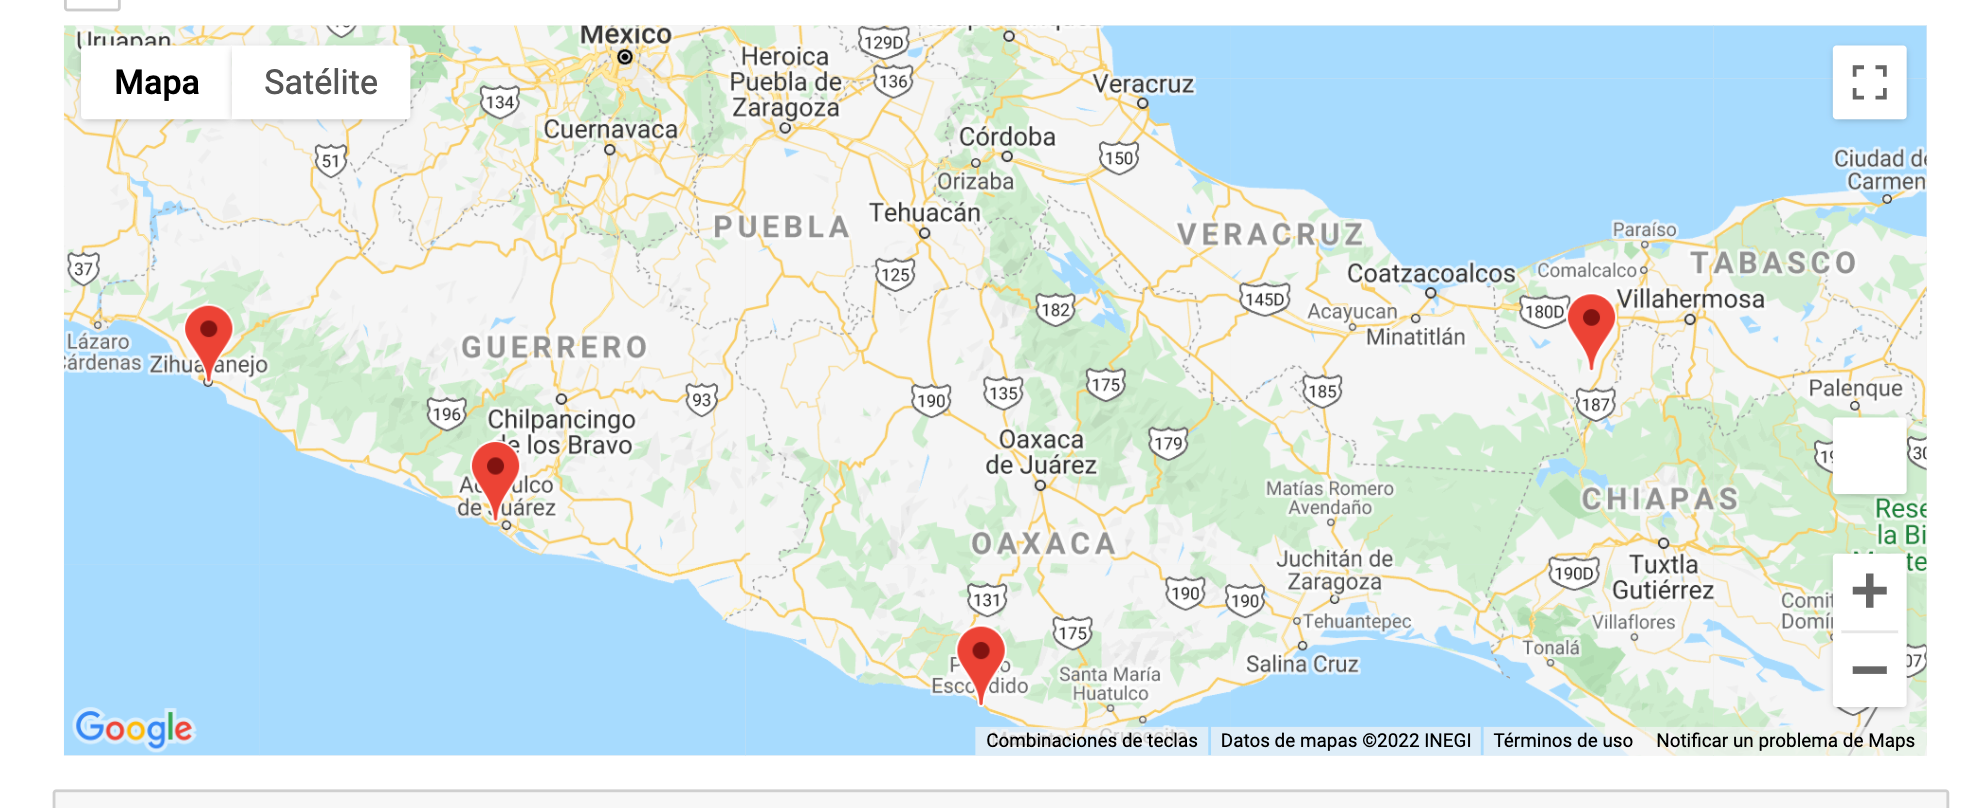 Uruapan
Mapa
Satélite
México
129D
136
134
Heroica
Puebla de
Zaragoza
Veracruz
Cuernavaca
51
Córdoba
150
Orizaba
Ciudad de
Carmen
PUEBLA
Tehuacán
VERACRUZ
Paraíso
37
125
Coatzacoalcos
Comalcalco
TABASCO
182
145D
Acayucan
Minatitlán
180D
Villahermosa
Lázaro
Cárdenas
Zihuatanejo
GUERRERO
196
93
190
135
175
185
187
Palenque
Chilpancingo
de los Bravo
Oaxaca
de Juárez
179
Acapulco
de Juárez
Matías Romero
Avendaño
CHIAPAS
OAXACA
Juchitán de
Zaragoza
190D
Tuxtla
Gutiérrez
131
190
190
175
Tehuantepec
Villaflores
Puerto
Escondido
Santa María
Huatulco
Salina Cruz
Tonalá
Google
Combinaciones de teclas
Datos de mapas ©2022 INEGI
Términos de uso
Notificar un problema de Maps